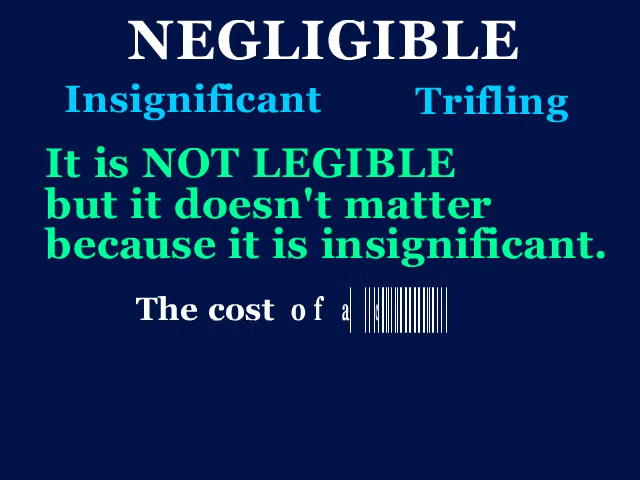 NEGLIGIBLE
Insignificant Trifling
It is NOT LEGIBLE
but it doesn't matter
because it is insignificant.
The cost of a